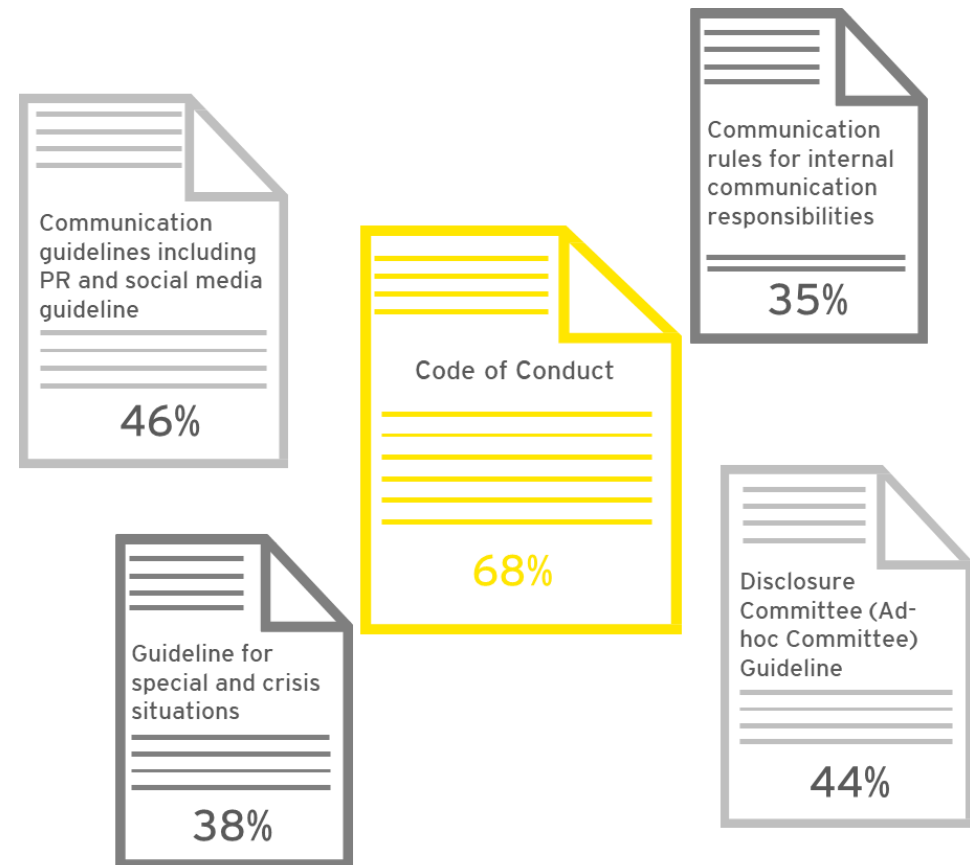 Communication
guidelines including
PR and social media
guideline
46%
Communication
rules for internal
communication
responsibilities
35%
Code of Conduct
68%
Guideline for
special and crisis
situations
38%
Disclosure
Committee (Ad-
hoc Committee)
Guideline
44%